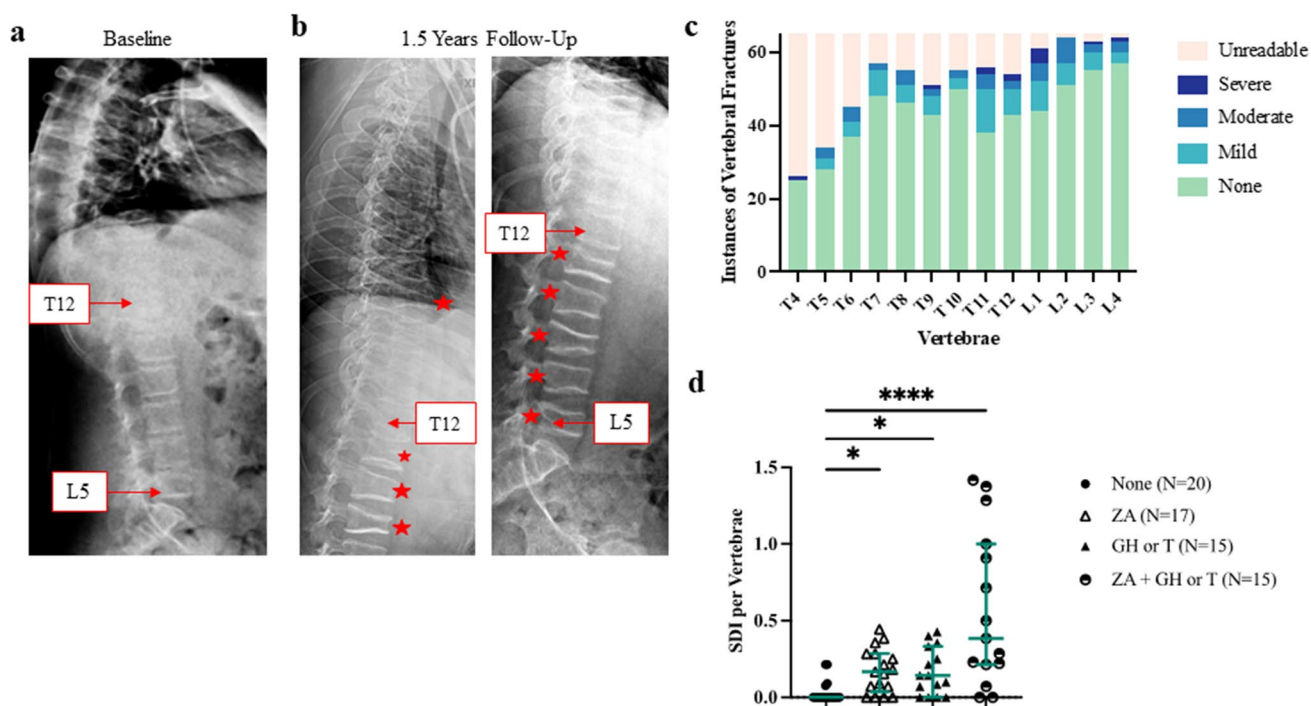 a
Baseline
T12
L5
b
1.5 Years Follow-Up
T12
T12
L5
c
Instances of Vertebral Fractures
60
40
20
0
T4 T5 T6 T7 T8 T9 T10 T11 T12 L1 L2 L3 L4
Vertebrae
Unreadable
Severe
Moderate
Mild
None
d
****
*
*
SDI per Vertebrae
1.5
1.0
0.5
0.0
None (N=20)
ZA (N=17)
GH or T (N=15)
ZA + GH or T (N=15)